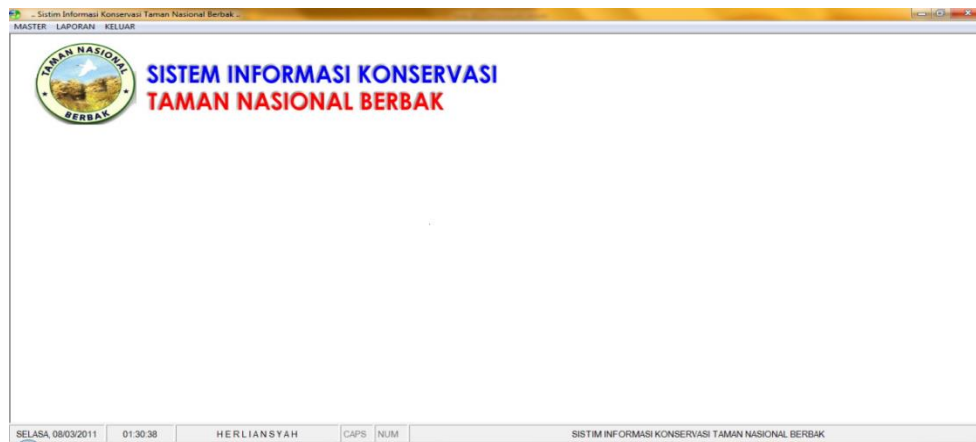 .. Sistim Informasi Konservasi Taman Nasional Berbak ..
MASTER LAPORAN KELUAR
TAMAN NASIONAL
BERBAK
SISTEM INFORMASI KONSERVASI
TAMAN NASIONAL BERBAK
SELASA, 08/03/2011 01:30:38 HERLIANSYAH CAPS NUM SISTIM INFORMASI KONSERVASI TAMAN NASIONAL BERBAK